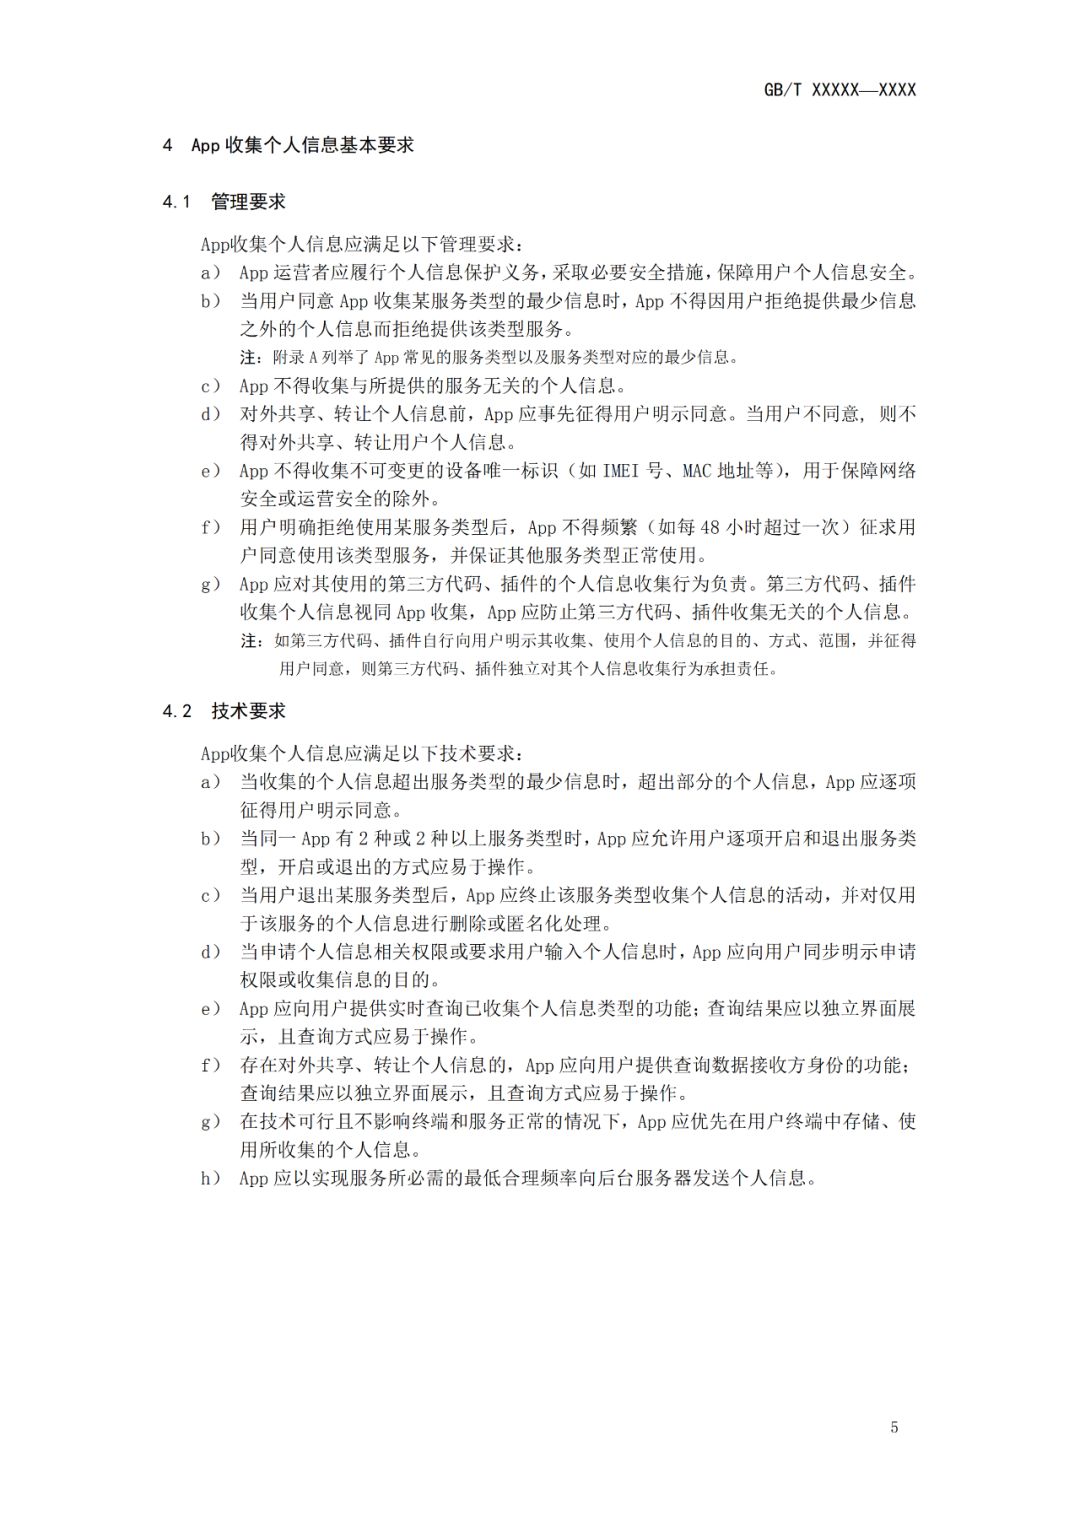 GB/T XXXXX—XXXX
4 App 收集个人信息基本要求
4.1 管理要求
App收集个人信息应满足以下管理要求：
a） App 运营者应履行个人信息保护义务，采取必要安全措施，保障用户个人信息安全。
b） 当用户同意 App 收集某服务类型的最少信息时，App 不得因用户拒绝提供最少信息
之外的个人信息而拒绝提供该类型服务。
注：附录 A 列举了 App 常见的服务类型以及服务类型对应的最少信息。
c） App 不得收集与所提供的服务无关的个人信息。
d） 对外共享、转让个人信息前，App 应事先征得用户明示同意。当用户不同意, 则不
得对外共享、转让用户个人信息。
e） App 不得收集不可变更的设备唯一标识（如 IMEI 号、MAC 地址等），用于保障网络
安全或运营安全的除外。
f） 用户明确拒绝使用某服务类型后，App 不得频繁（如每 48 小时超过一次）征求用
户同意使用该类型服务，并保证其他服务类型正常使用。
g） App 应对其使用的第三方代码、插件的个人信息收集行为负责。第三方代码、插件
收集个人信息视同 App 收集，App 应防止第三方代码、插件收集无关的个人信息。
注：如第三方代码、插件自行向用户明示其收集、使用个人信息的目的、方式、范围，并征得
用户同意，则第三方代码、插件独立对其个人信息收集行为承担责任。
4.2 技术要求
App收集个人信息应满足以下技术要求：
a） 当收集的个人信息超出服务类型的最少信息时，超出部分的个人信息，App 应逐项
征得用户明示同意。
b） 当同一 App 有 2 种或 2 种以上服务类型时，App 应允许用户逐项开启和退出服务类
型，开启或退出的方式应易于操作。
c） 当用户退出某服务类型后，App 应终止该服务类型收集个人信息的活动，并对仅用
于该服务的个人信息进行删除或匿名化处理。
d） 当申请个人信息相关权限或要求用户输入个人信息时，App 应向用户同步明示申请
权限或收集信息的目的。
e） App 应向用户提供实时查询已收集个人信息类型的功能；查询结果应以独立界面展
示，且查询方式应易于操作。
f） 存在对外共享、转让个人信息的，App 应向用户提供查询数据接收方身份的功能；
查询结果应以独立界面展示，且查询方式应易于操作。
g） 在技术可行且不影响终端和服务正常的情况下，App 应优先在用户终端中存储、使
用所收集的个人信息。
h） App 应以实现服务所必需的最低合理频率向后台服务器发送个人信息。
5